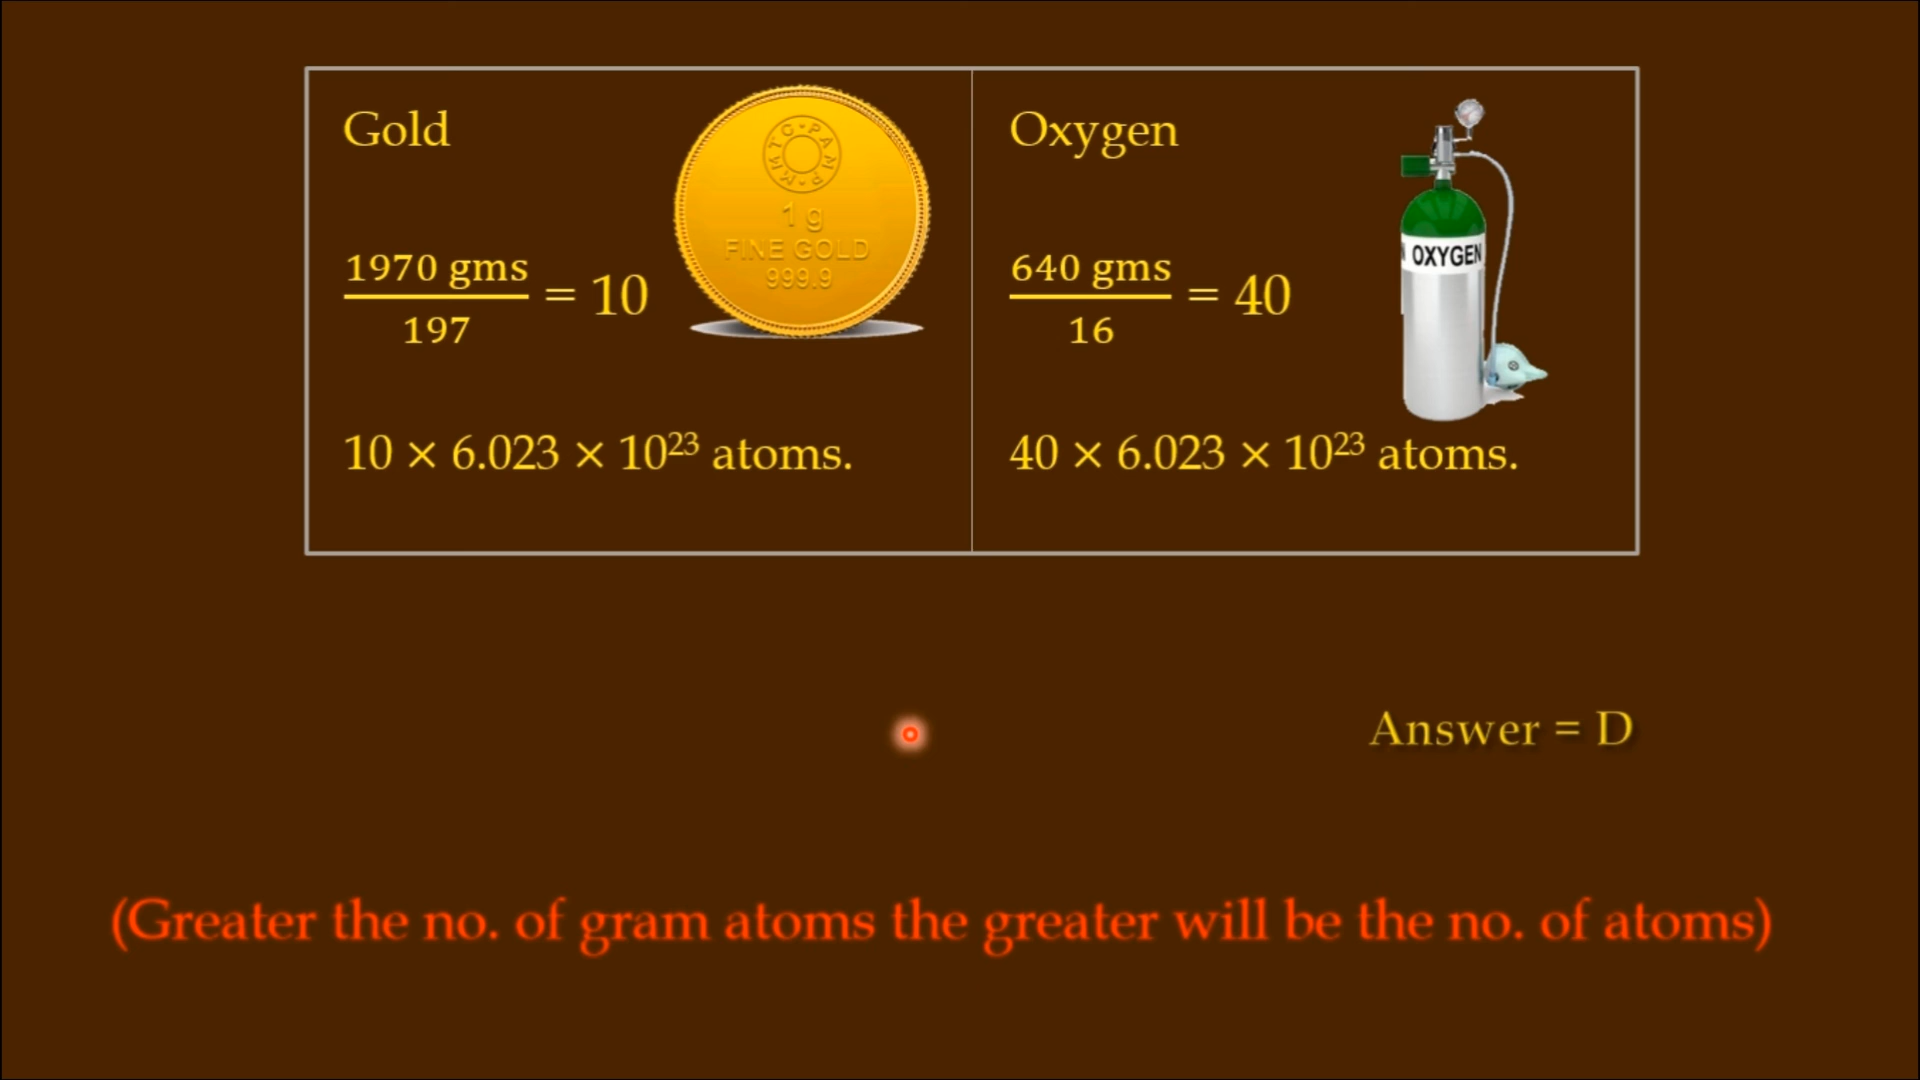 Gold
1970 gms
197
= 10
10 × 6.023 × 10²³ atoms.
MMTC·PAMP·
1 g
FINE GOLD
999.9
Oxygen
640 gms
16
= 40
OXYGEN
40 × 6.023 × 10²³ atoms.
Answer = D
(Greater the no. of gram atoms the greater will be the no. of atoms)